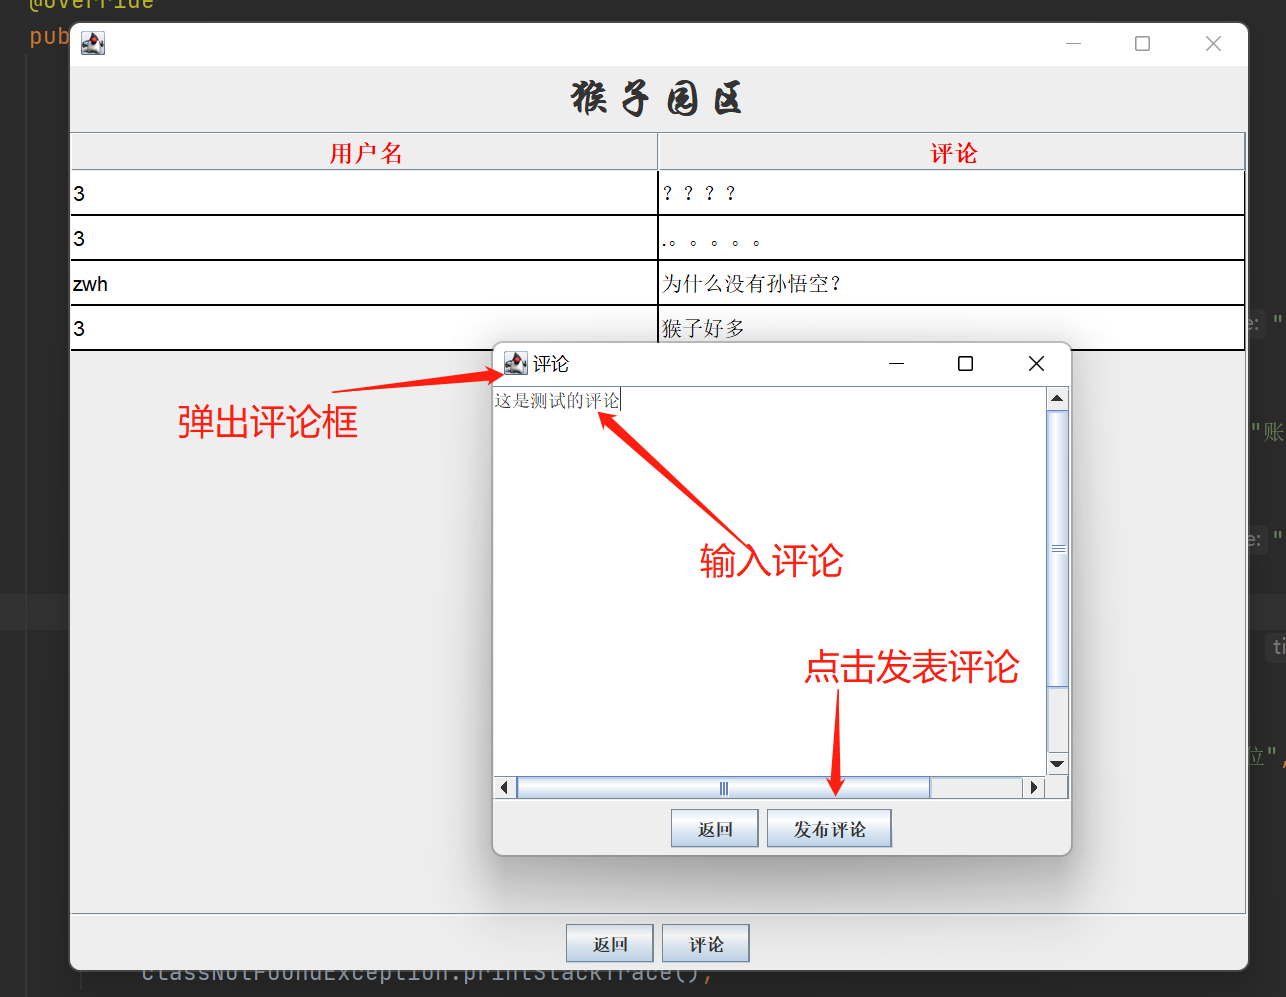 @Override
pub
猴子园区
用户名 评论
3 ？？？？
3 .。。。。。
zwh 为什么没有孙悟空？
3 猴子好多
e: "
评论
这是测试的评论
弹出评论框
"账
e: "
输入评论
ti
点击发表评论
位",
返回 发布评论
返回 评论
classNotFoundException.printStackTrace();